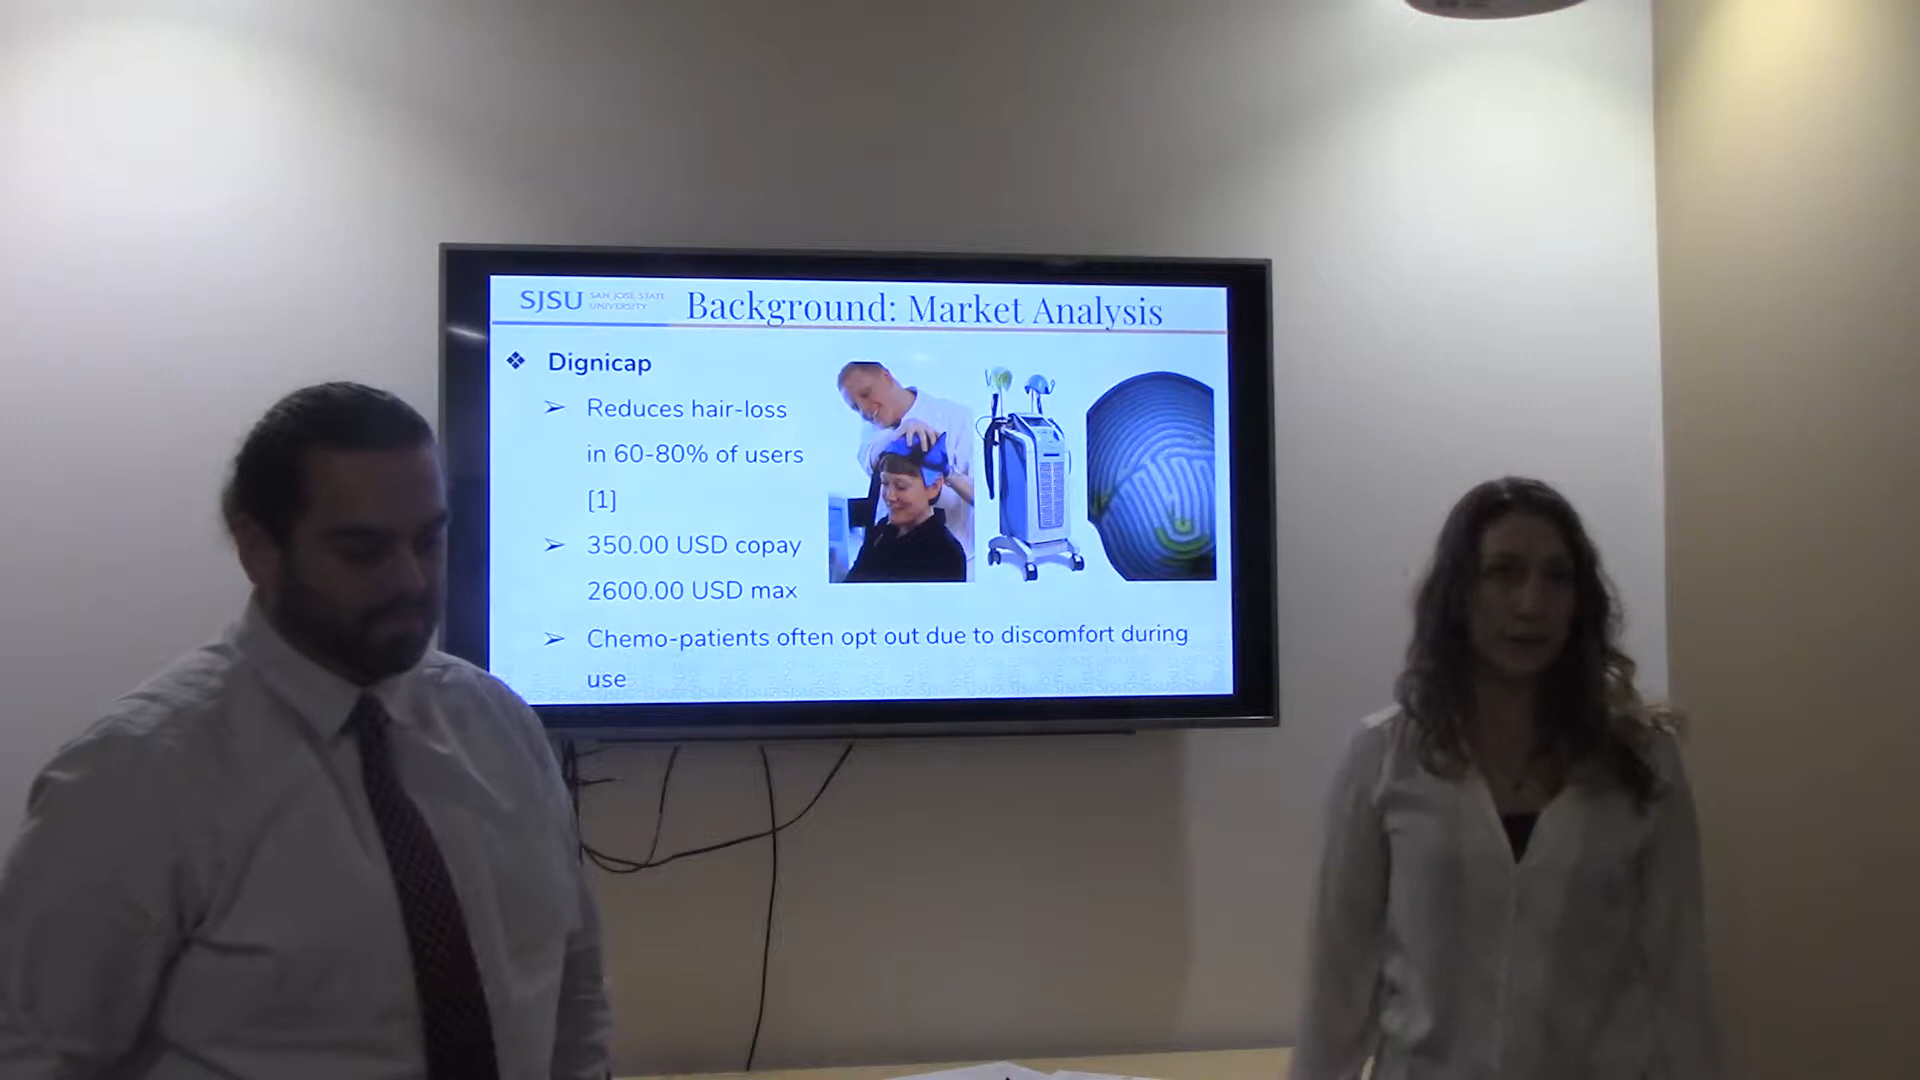 SJSU SAN JOSÉ STATE UNIVERSITY
Background: Market Analysis
❖ Dignicap
➢ Reduces hair-loss
in 60-80% of users
[1]
➢ 350.00 USD copay
2600.00 USD max
➢ Chemo-patients often opt out due to discomfort during
use